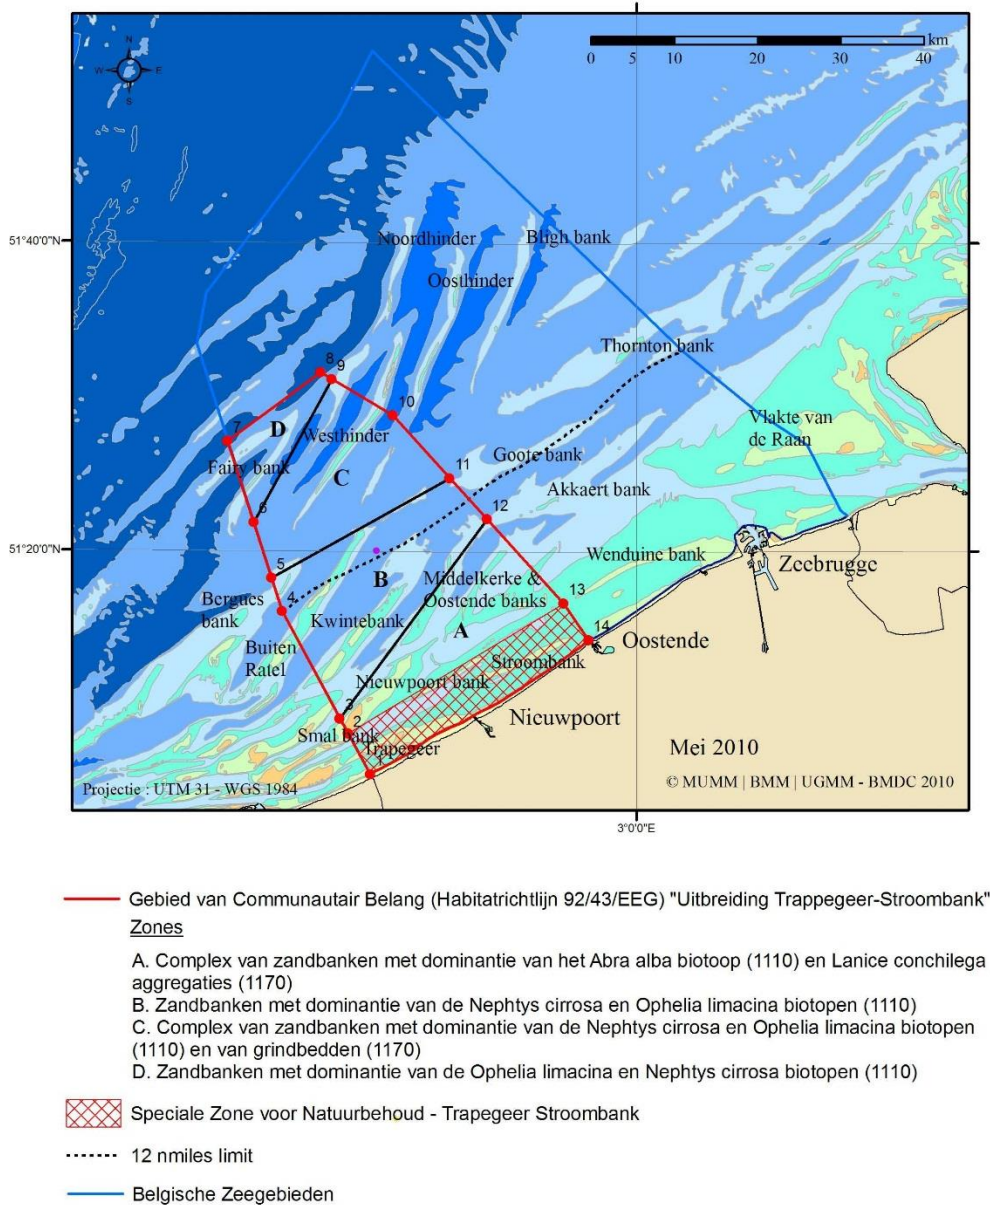 N
W E
S
km
0 5 10 20 30 40
51°40'0"N
Noordhinder
Bligh bank
Oosthinder
Thornton bank
8
9
10
D
Westhinder
7
Fairy bank
C
Vlakte van
de Raan
11
Goote bank
12
Akkaert bank
6
51°20'0"N
5
B
Wenduine bank
Zeebrugge
Middelkerke &
Oostende banks
13
Bergues
bank
4
Kwintebank
A
14
Oostende
Buiten
Ratel
Stroombank
Nieuwpoort bank
3
2
Smal bank
Nieuwpoort
Trapegeer
1
Mei 2010
Projectie : UTM 31 - WGS 1984
© MUMM | BMM | UGMM - BMDC 2010
3°0'0"E
Gebied van Communautair Belang (Habitatrichtlijn 92/43/EEG) "Uitbreiding Trappegeer-Stroombank"
Zones
A. Complex van zandbanken met dominantie van het Abra alba biotoop (1110) en Lanice conchilega
aggregaties (1170)
B. Zandbanken met dominantie van de Nephtys cirrosa en Ophelia limacina biotopen (1110)
C. Complex van zandbanken met dominantie van de Nephtys cirrosa en Ophelia limacina biotopen
(1110) en van grindbedden (1170)
D. Zandbanken met dominantie van de Ophelia limacina en Nephtys cirrosa biotopen (1110)
Speciale Zone voor Natuurbehoud - Trapegeer Stroombank
12 nmiles limit
Belgische Zeegebieden